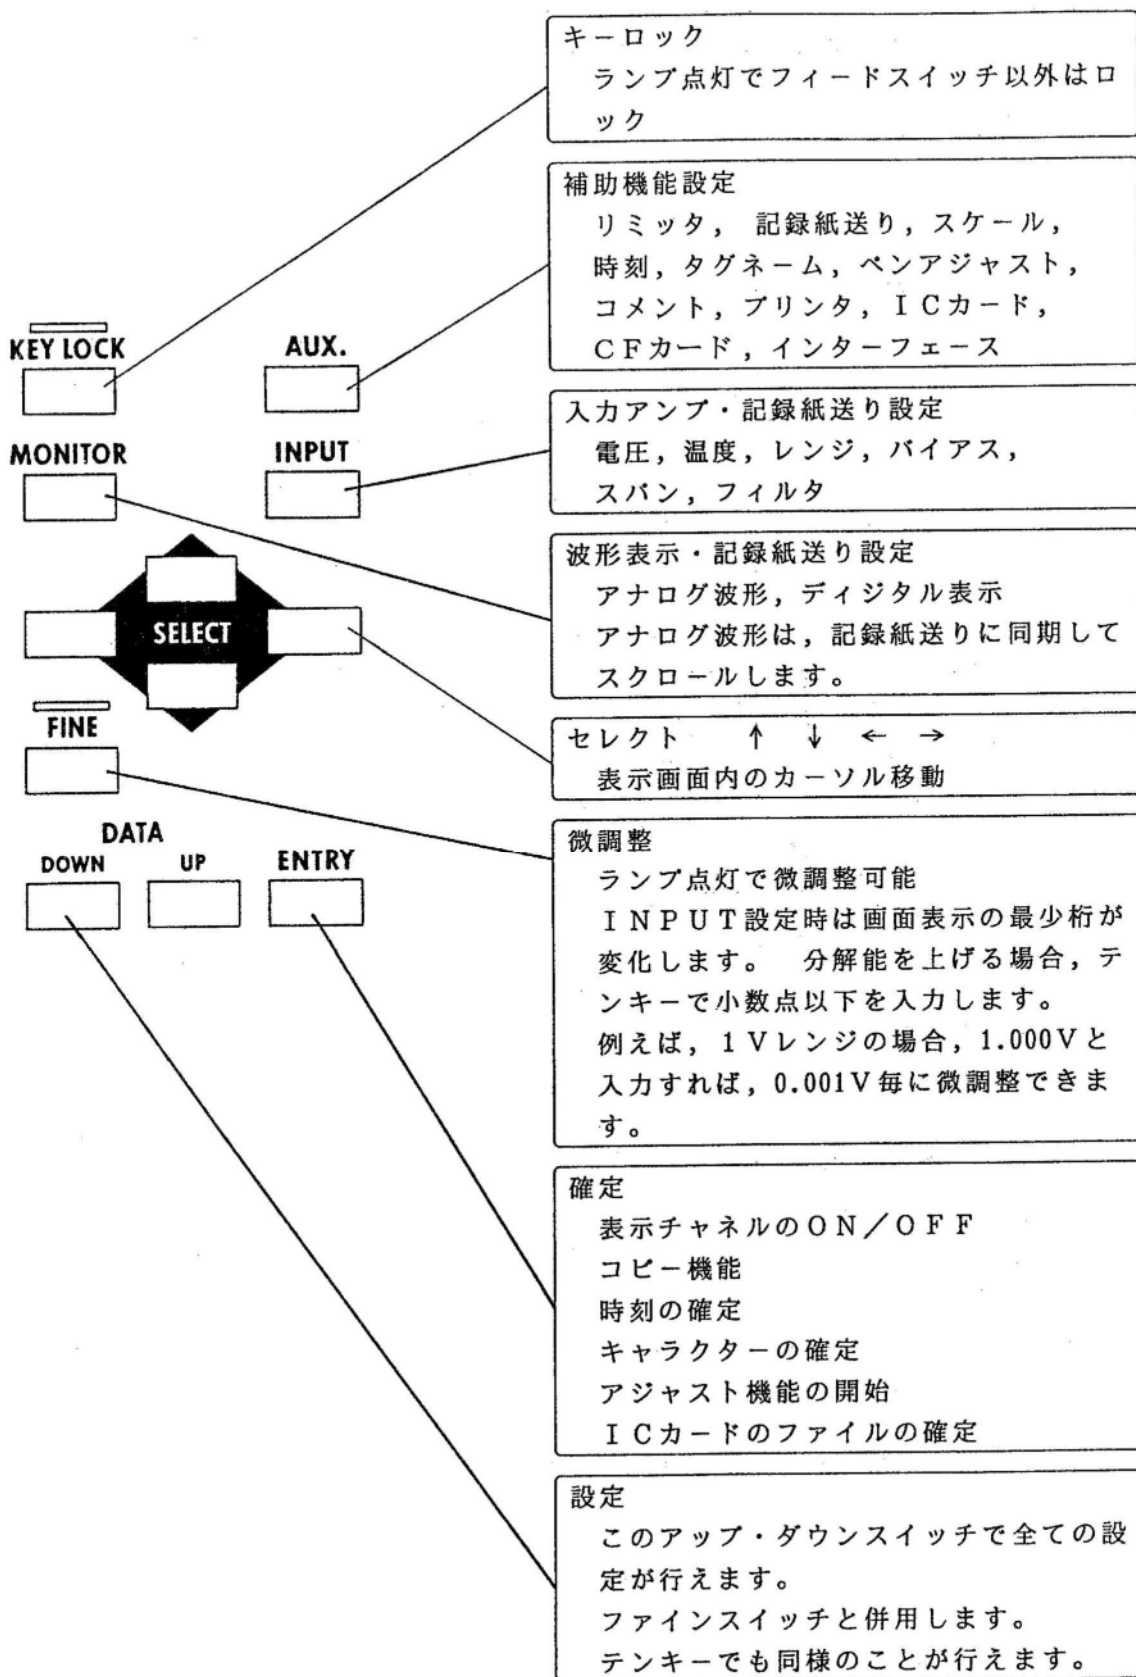 キーロック
ランプ点灯でフィードスイッチ以外はロ
ック
補助機能設定
リミッタ， 記録紙送り，スケール，
時刻，タグネーム，ペンアジャスト，
コメント，プリンタ，ＩＣカード，
ＣＦカード，インターフェース
KEY LOCK
AUX.
入力アンプ・記録紙送り設定
電圧，温度，レンジ，バイアス，
スパン，フィルタ
MONITOR
INPUT
波形表示・記録紙送り設定
アナログ波形，ディジタル表示
アナログ波形は，記録紙送りに同期して
スクロールします。
SELECT
セレクト ↑ ↓ ← →
表示画面内のカーソル移動
FINE
微調整
ランプ点灯で微調整可能
ＩＮＰＵＴ設定時は画面表示の最少桁が
変化します。 分解能を上げる場合，テ
ンキーで小数点以下を入力します。
例えば，１Ｖレンジの場合，1.000Ｖと
入力すれば，0.001Ｖ毎に微調整できま
す。
DATA
DOWN
UP
ENTRY
確定
表示チャネルのＯＮ／ＯＦＦ
コピー機能
時刻の確定
キャラクターの確定
アジャスト機能の開始
ＩＣカードのファイルの確定
設定
このアップ・ダウンスイッチで全ての設
定が行えます。
ファインスイッチと併用します。
テンキーでも同様のことが行えます。